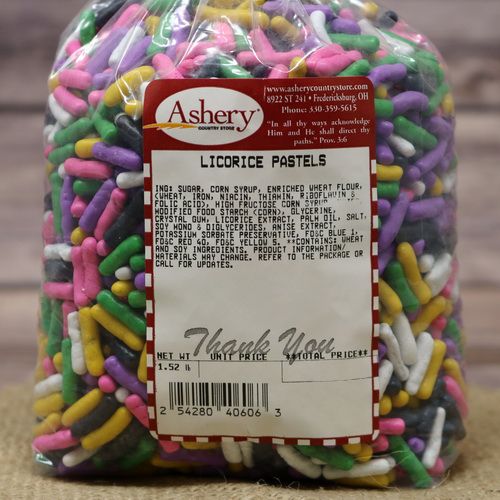 Ashery
COUNTRY STORE
www.asherycountrystore.com
8922 ST 241 • Fredericksburg, OH
Phone: 330-359-5615
"In all thy ways acknowledge
Him and He shall direct thy
paths." Prov. 3:6
LICORICE PASTELS
ING: SUGAR, CORN SYRUP, ENRICHED WHEAT FLOUR,
(WHEAT, IRON, NIACIN, THIAMIN, RIBOFLAVIN &
FOLIC ACID), HIGH FRUCTOSE CORN
MODIFIED FOOD STARCH (CORN), GLYCERINE,
CRYSTAL GUM, LICORICE EXTRACT, PALM OIL, SALT,
SOY MONO & DIGLYCERIDES, ANISE EXTRACT,
POTASSIUM SORBATE PRESERVATIVE, FD&C BLUE 1,
FD&C RED 40, FD&C YELLOW 5. **CONTAINS: WHEAT
AND SOY INGREDIENTS. PRODUCT INFORMATION/
MATERIALS MAY CHANGE. REFER TO THE PACKAGE OR
CALL FOR UPDATES.
Thank You
NET WT UNIT PRICE **TOTAL PRICE**
1.52 lb
2 54280 40606 3